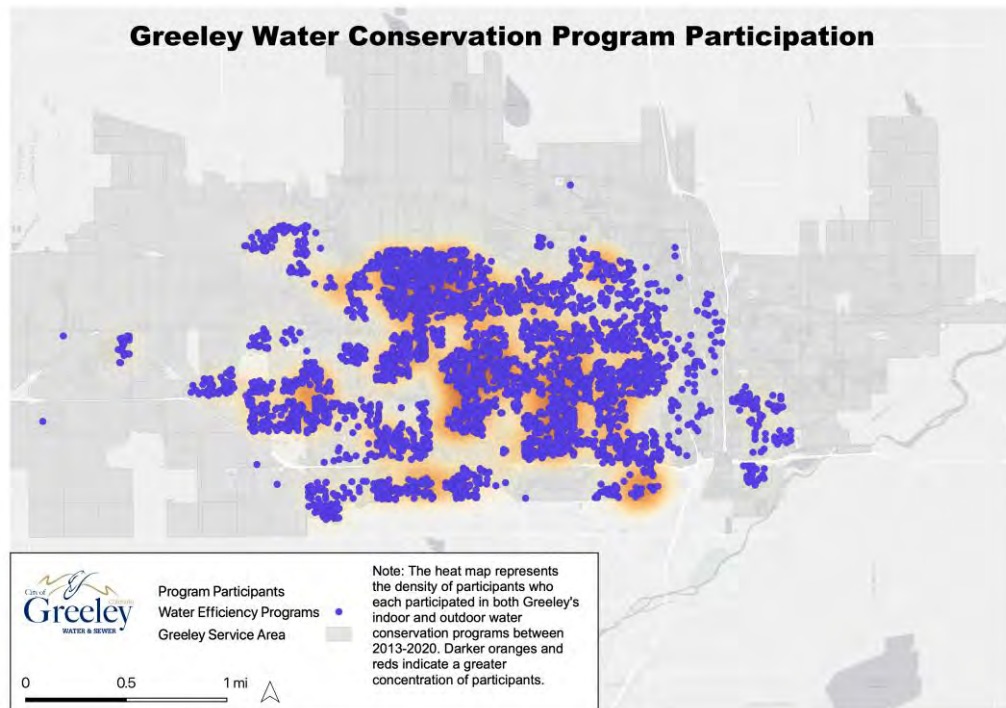 Greeley Water Conservation Program Participation
City of
Greeley
WATER & SEWER
Program Participants
Water Efficiency Programs
Greeley Service Area
Note: The heat map represents
the density of participants who
each participated in both Greeley's
indoor and outdoor water
conservation programs between
2013-2020. Darker oranges and
reds indicate a greater
concentration of participants.
0 0.5 1 mi